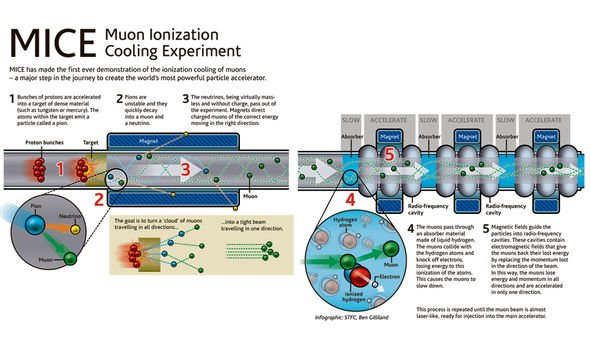 MICE
Muon Ionization
Cooling Experiment
MICE has made the first ever demonstration of the ionization cooling of muons
– a major step in the journey to create the world's most powerful particle accelerator.
1
Bunches of protons are accelerated
into a target of dense material
(such as tungsten or mercury). The
atoms within the target emit a
particle called a pion.
2
Pions are
unstable and they
quickly decay
into a muon and
a neutrino.
3
The neutrinos, being virtually mass-
less and without charge, pass out of
the experiment. Magnets direct
charged muons of the correct energy
moving in the right direction.
Proton bunches
Target
Magnet
1
3
2
Muon
Pion
Neutrino
Muon
The goal is to turn a 'cloud' of muons
travelling in all directions...
...into a tight beam
travelling in one direction.
SLOW
ACCELERATE
SLOW
ACCELERATE
SLOW
ACCELERATE
Absorber
Magnet
Absorber
Magnet
Absorber
Magnet
5
4
Radio-frequency
cavity
Radio-frequency
cavity
Radio-frequency
cavity
Hydrogen
atom
Muon
Electron
Ionized
hydrogen
4
The muons pass through
an absorber material
made of liquid hydrogen.
The muons collide with
the hydrogen atoms and
knock off electrons,
losing energy to this
ionization of the atoms.
This causes the muons to
slow down.
5
Magnetic fields guide the
particles into radio-frequency
cavities. These cavities contain
electromagnetic fields that give
the muons back their lost energy
by replacing the momentum lost
in the direction of the beam.
In this way, the muons lose
energy and momentum in all
directions and are accelerated
in only one direction.
This process is repeated until the muon beam is almost
laser-like, ready for injection into the main accelerator.
Infographic: STFC, Ben Gilliland